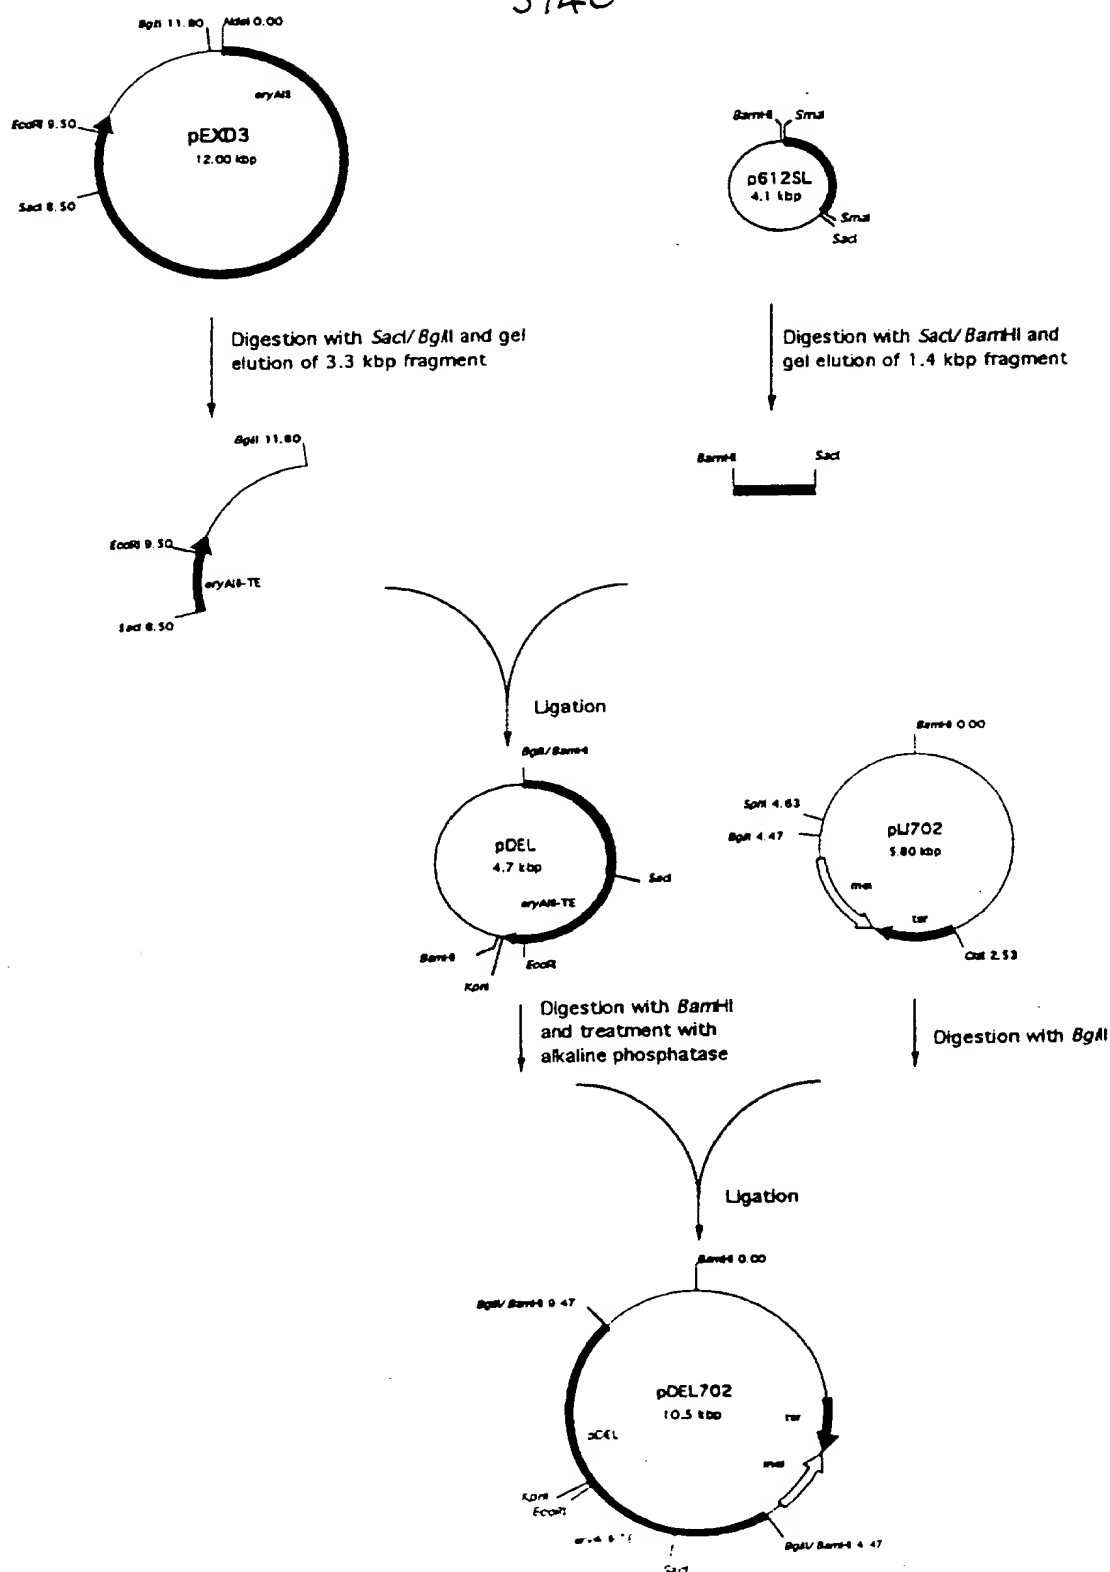 5140
BglII 11.80
NdeI 0.00
eryAIII
EcoRI 9.50
pEXD3
12.00 kbp
SacI 8.50
BamHI
SmaI
p612SL
4.1 kbp
SmaI
SacI
Digestion with SacI/BglII and gel
elution of 3.3 kbp fragment
Digestion with SacI/BamHI and
gel elution of 1.4 kbp fragment
BglII 11.80
BamHI
SacI
EcoRI 9.50
eryAIII-TE
SacI 8.50
Ligation
BglII/BamHI
pDEL
4.7 kbp
SacI
eryAIII-TE
BamHI
KpnI
EcoRI
BamHI 0.00
SphI 4.63
BglII 4.47
pIJ702
5.80 kbp
mel
tsr
ClaI 2.53
Digestion with BamHI
and treatment with
alkaline phosphatase
Digestion with BglII
Ligation
BamHI 0.00
BglII/BamHI 9.47
pDEL702
10.5 kbp
tsr
pDEL
mel
KpnI
EcoRI
BglII/BamHI 4.47
SacI